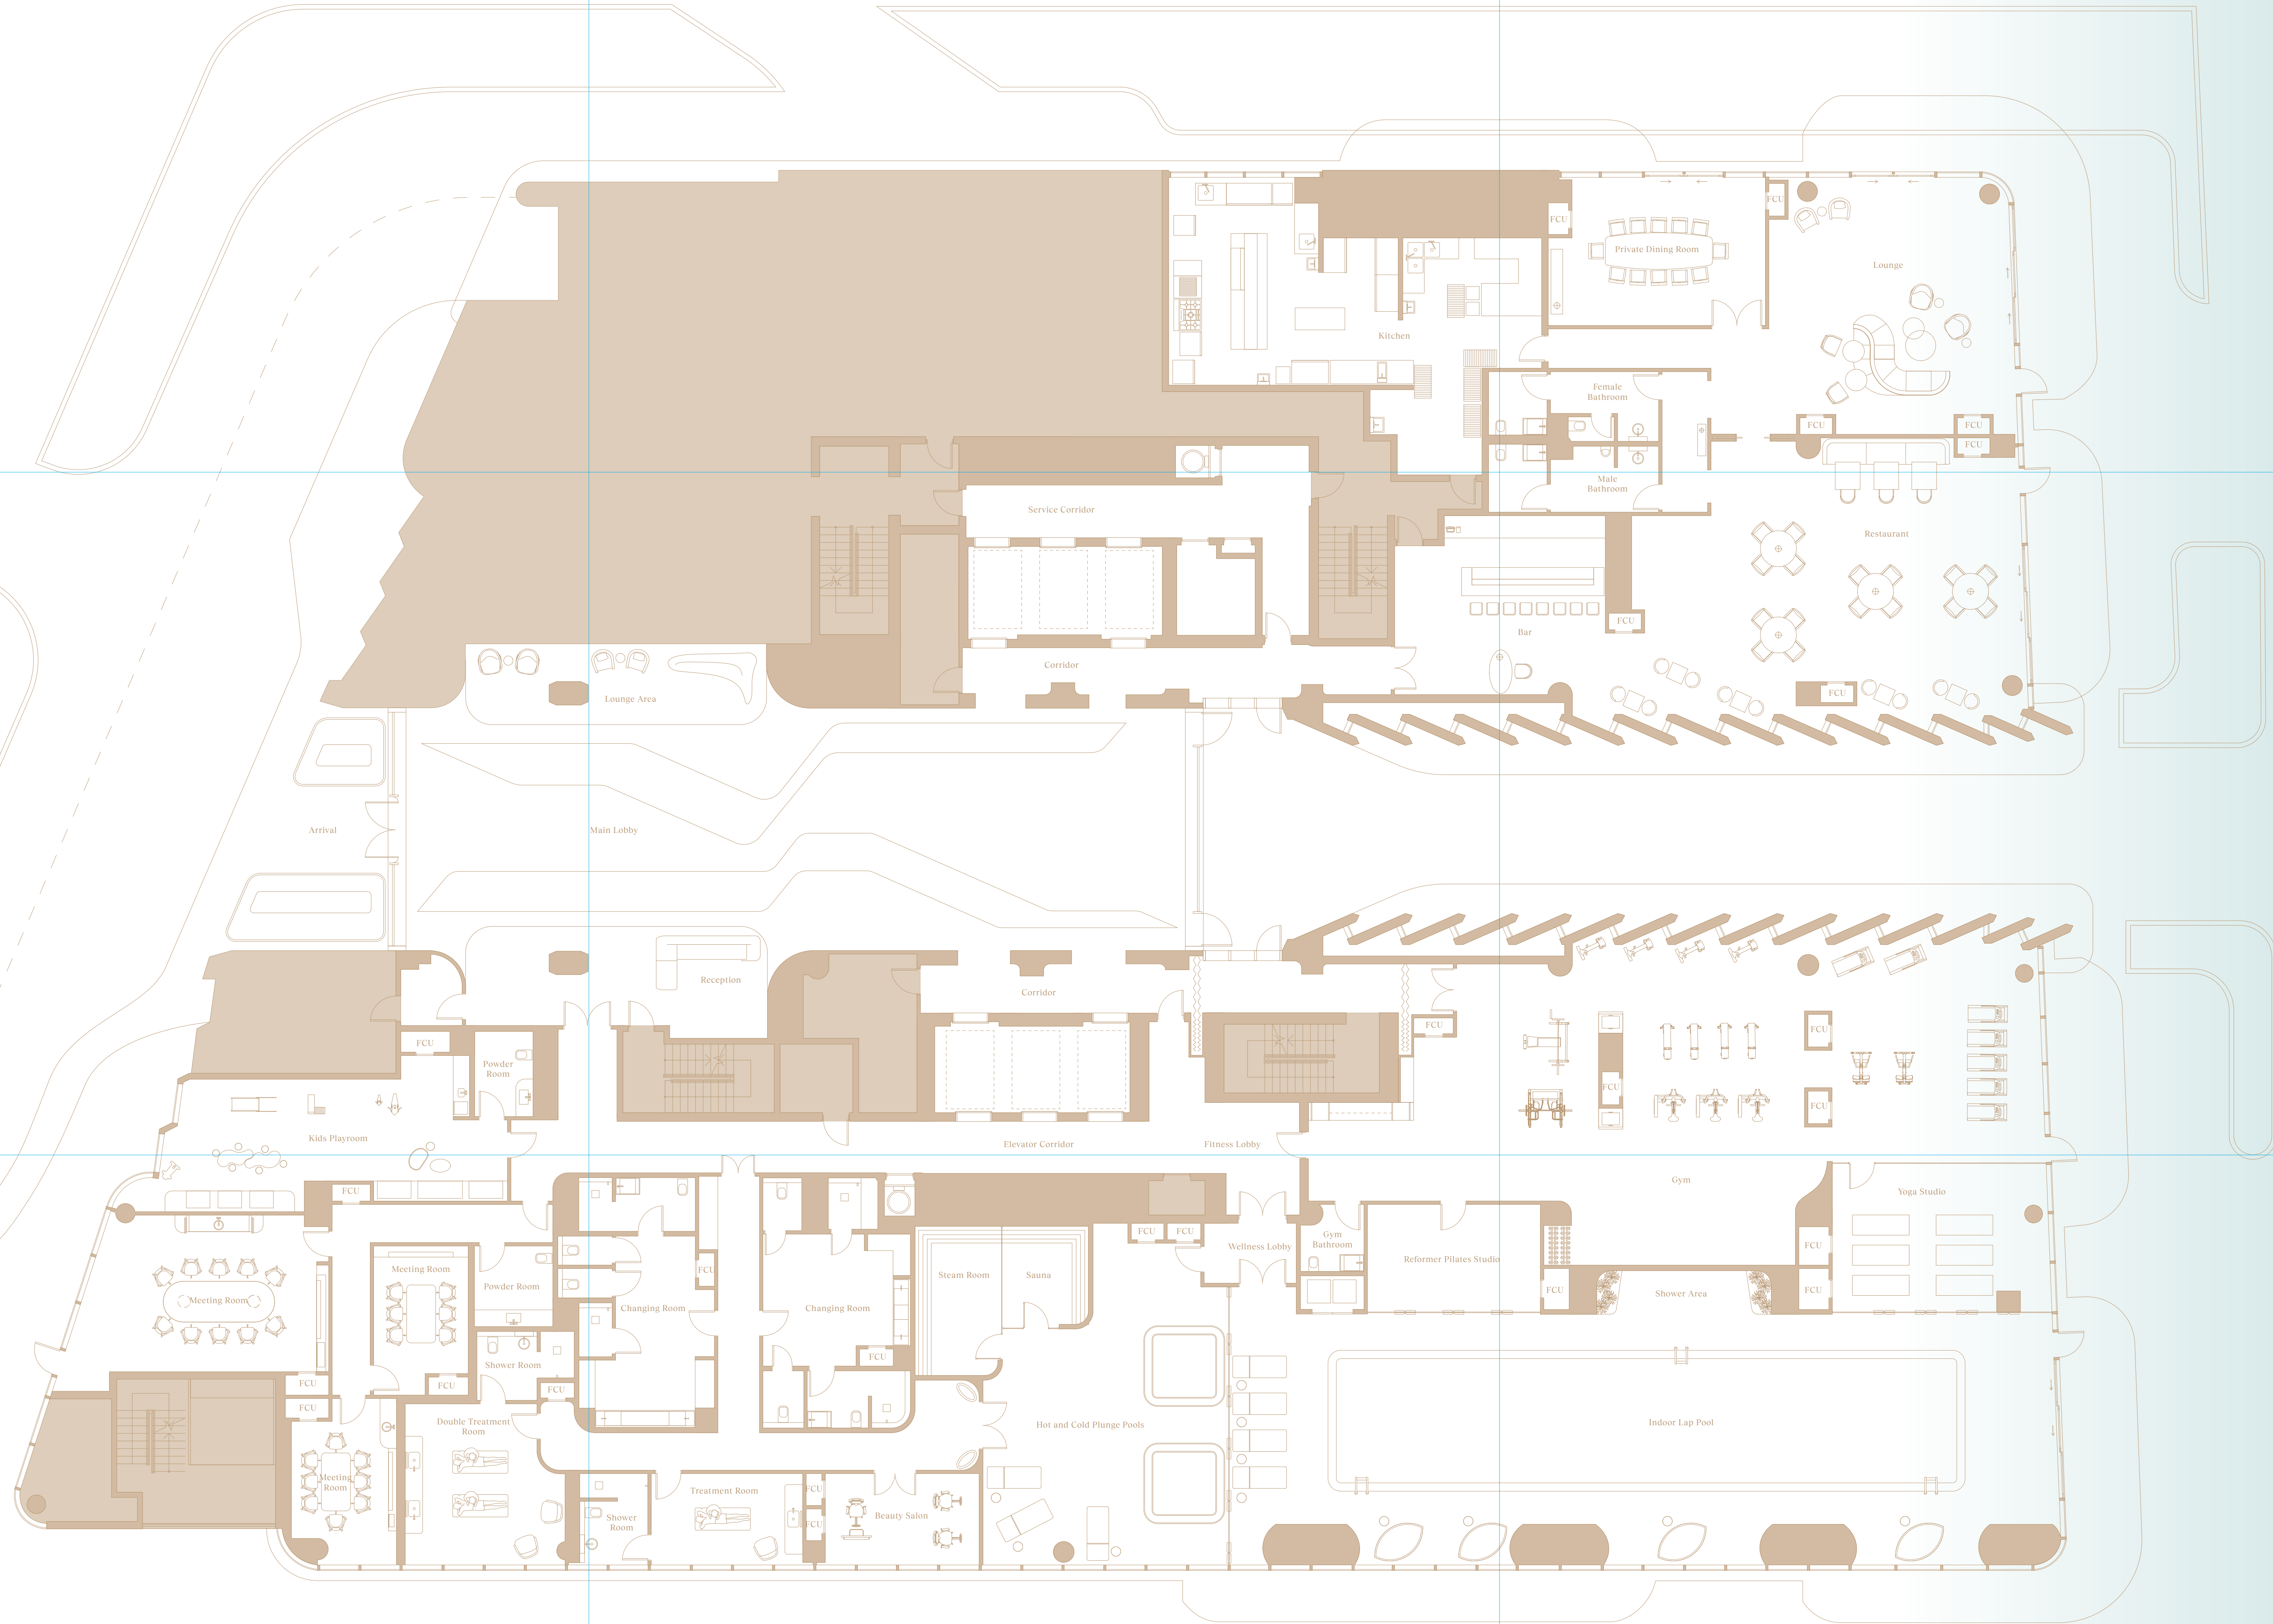 FCU
FCU
Private Dining Room
Lounge
Kitchen
Female
Bathroom
FCU
FCU
FCU
Male
Bathroom
Service Corridor
Restaurant
FCU
Bar
Corridor
Lounge Area
FCU
Arrival
Main Lobby
Reception
Corridor
FCU
FCU
FCU
Powder
Room
FCU
FCU
Kids Playroom
Elevator Corridor
Fitness Lobby
Gym
Yoga Studio
FCU
FCU
FCU
Gym
Bathroom
Wellness Lobby
FCU
Reformer Pilates Studio
Meeting Room
FCU
Steam Room
Sauna
Powder Room
FCU
FCU
Shower Area
Meeting Room
Changing Room
Changing Room
FCU
Shower Room
FCU
FCU
FCU
FCU
Double Treatment
Room
Hot and Cold Plunge Pools
Indoor Lap Pool
Meeting
Room
Treatment Room
FCU
Shower
Room
Beauty Salon
FCU